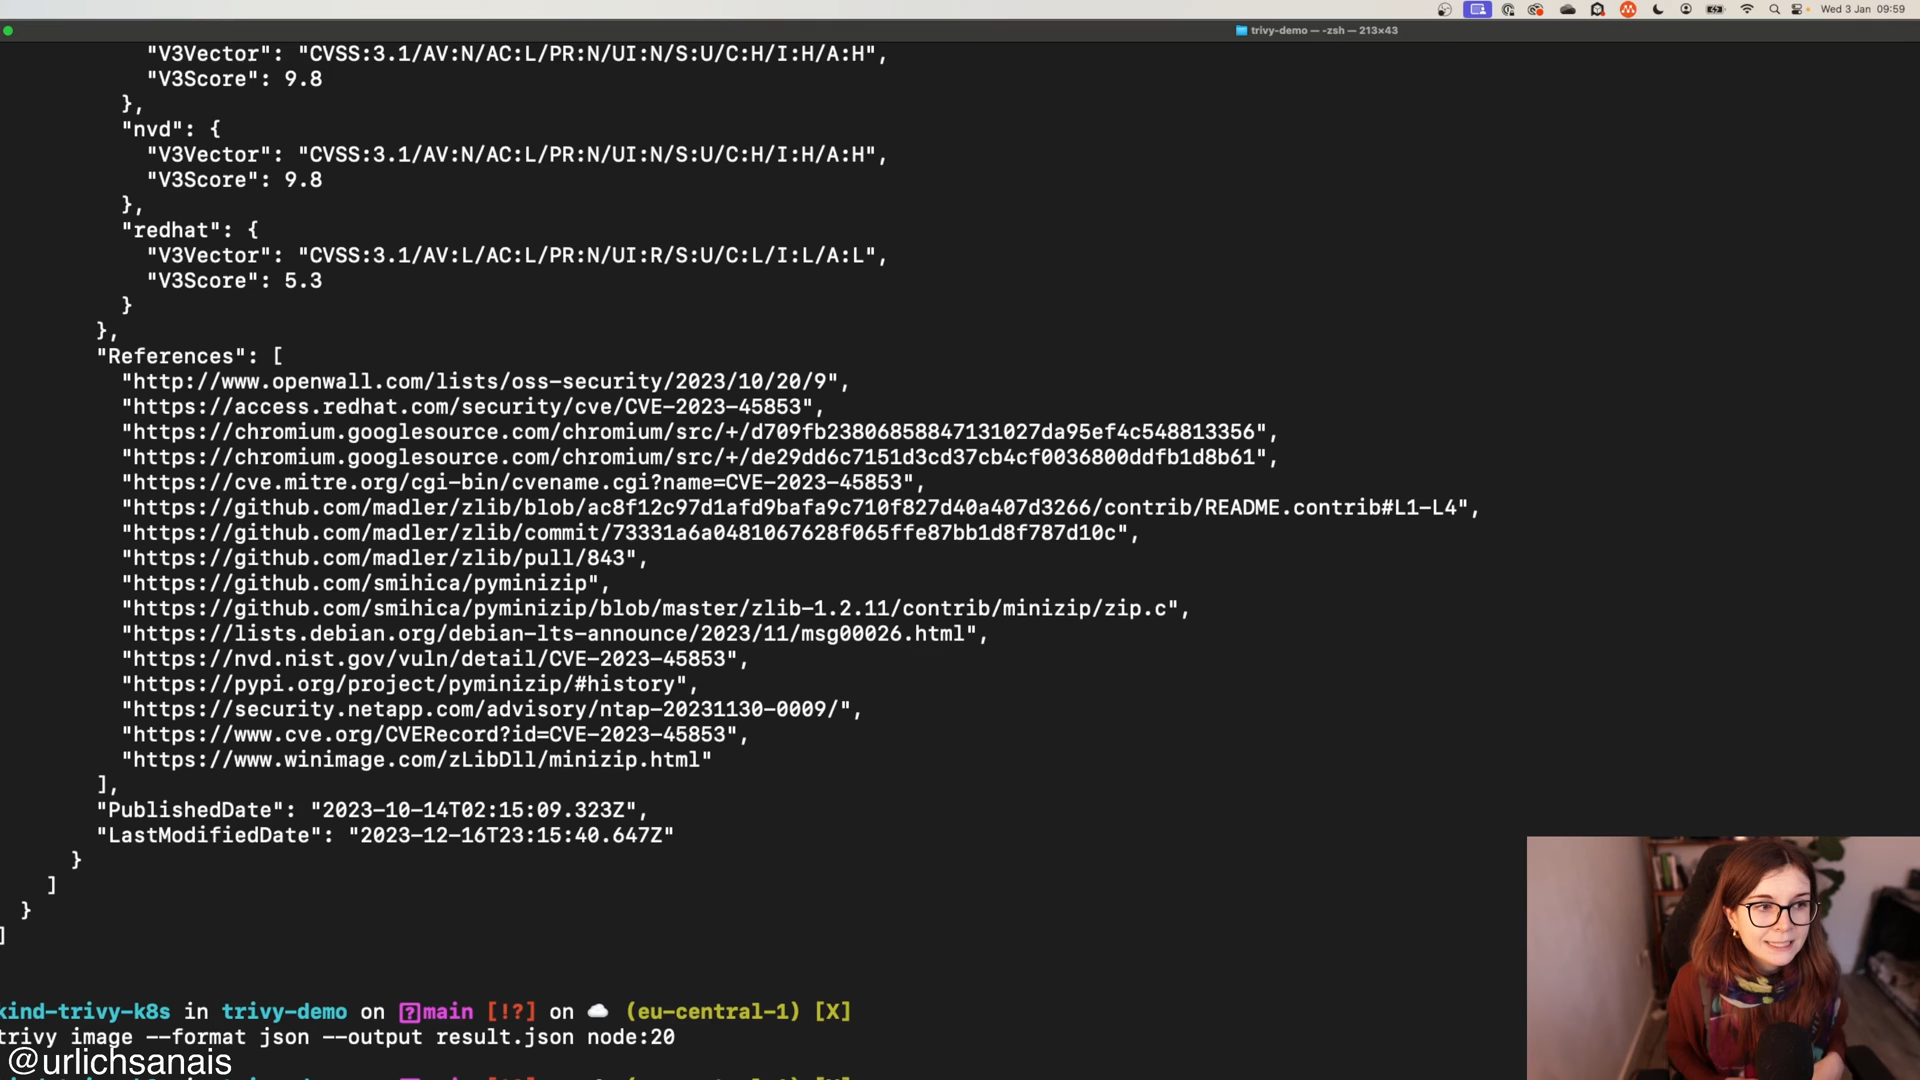 Wed 3 Jan 09:59
trivy-demo — -zsh — 213×43
"V3Vector": "CVSS:3.1/AV:N/AC:L/PR:N/UI:N/S:U/C:H/I:H/A:H",
"V3Score": 9.8
},
"nvd": {
"V3Vector": "CVSS:3.1/AV:N/AC:L/PR:N/UI:N/S:U/C:H/I:H/A:H",
"V3Score": 9.8
},
"redhat": {
"V3Vector": "CVSS:3.1/AV:L/AC:L/PR:N/UI:R/S:U/C:L/I:L/A:L",
"V3Score": 5.3
}
},
"References": [
"http://www.openwall.com/lists/oss-security/2023/10/20/9",
"https://access.redhat.com/security/cve/CVE-2023-45853",
"https://chromium.googlesource.com/chromium/src/+/d709fb23806858847131027da95ef4c548813356",
"https://chromium.googlesource.com/chromium/src/+/de29dd6c7151d3cd37cb4cf0036800ddfb1d8b61",
"https://cve.mitre.org/cgi-bin/cvename.cgi?name=CVE-2023-45853",
"https://github.com/madler/zlib/blob/ac8f12c97d1afd9bafa9c710f827d40a407d3266/contrib/README.contrib#L1-L4",
"https://github.com/madler/zlib/commit/73331a6a0481067628f065ffe87bb1d8f787d10c",
"https://github.com/madler/zlib/pull/843",
"https://github.com/smihica/pyminizip",
"https://github.com/smihica/pyminizip/blob/master/zlib-1.2.11/contrib/minizip/zip.c",
"https://lists.debian.org/debian-lts-announce/2023/11/msg00026.html",
"https://nvd.nist.gov/vuln/detail/CVE-2023-45853",
"https://pypi.org/project/pyminizip/#history",
"https://security.netapp.com/advisory/ntap-20231130-0009/",
"https://www.cve.org/CVERecord?id=CVE-2023-45853",
"https://www.winimage.com/zLibDll/minizip.html"
],
"PublishedDate": "2023-10-14T02:15:09.323Z",
"LastModifiedDate": "2023-12-16T23:15:40.647Z"
}
]
}
]
kind-trivy-k8s in trivy-demo on main [!?] on (eu-central-1) [X]
trivy image --format json --output result.json node:20
@urlichsanais